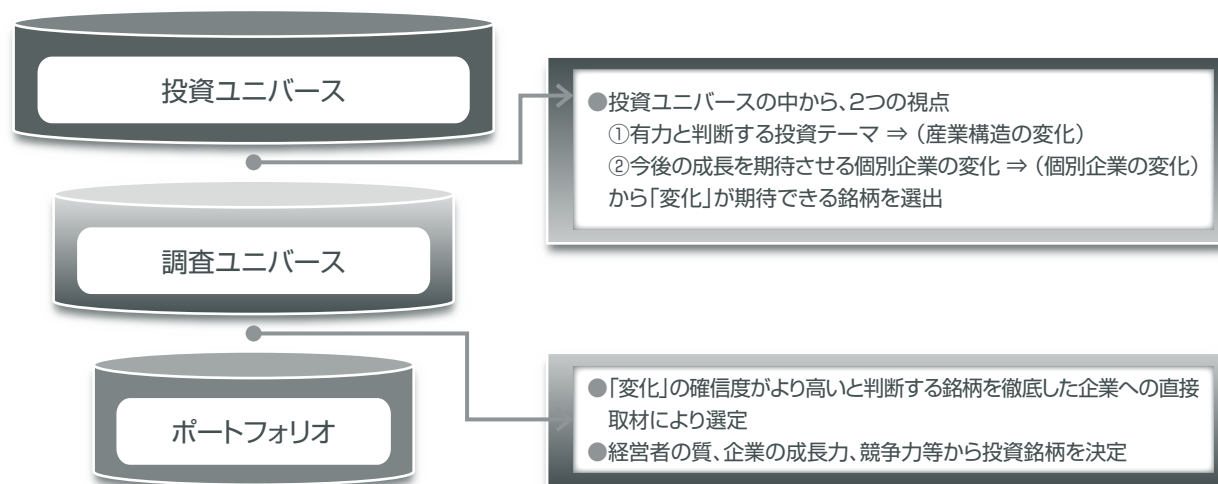 投資ユニバース
●投資ユニバースの中から、2つの視点
①有力と判断する投資テーマ ⇒ （産業構造の変化）
②今後の成長を期待させる個別企業の変化 ⇒ （個別企業の変化）
から「変化」が期待できる銘柄を選出
調査ユニバース
●「変化」の確信度がより高いと判断する銘柄を徹底した企業への直接
取材により選定
●経営者の質、企業の成長力、競争力等から投資銘柄を決定
ポートフォリオ